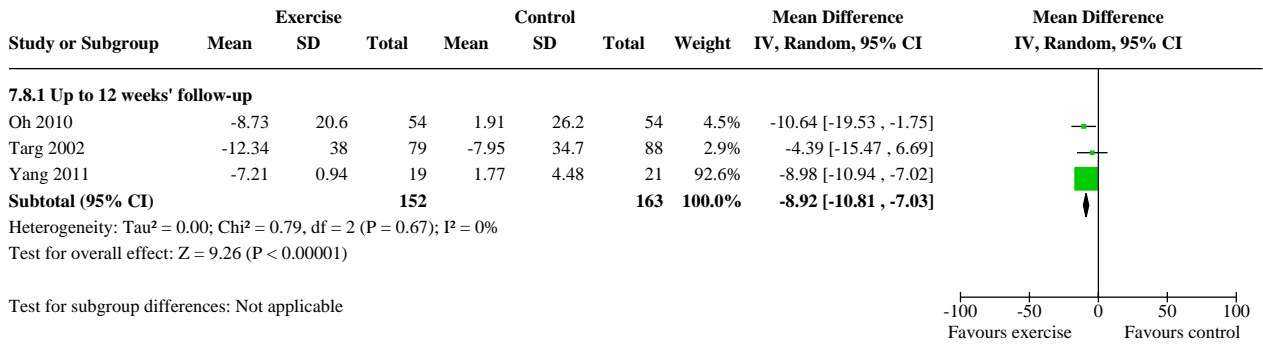 Exercise Control Mean Difference Mean Difference
Study or Subgroup Mean SD Total Mean SD Total Weight IV, Random, 95% CI IV, Random, 95% CI
7.8.1 Up to 12 weeks' follow-up
Oh 2010 -8.73 20.6 54 1.91 26.2 54 4.5% -10.64 [-19.53 , -1.75]
Targ 2002 -12.34 38 79 -7.95 34.7 88 2.9% -4.39 [-15.47 , 6.69]
Yang 2011 -7.21 0.94 19 1.77 4.48 21 92.6% -8.98 [-10.94 , -7.02]
Subtotal (95% CI) 152 163 100.0% -8.92 [-10.81 , -7.03]
Heterogeneity: Tau² = 0.00; Chi² = 0.79, df = 2 (P = 0.67); I² = 0%
Test for overall effect: Z = 9.26 (P < 0.00001)
Test for subgroup differences: Not applicable
-100 -50 0 50 100
Favours exercise Favours control